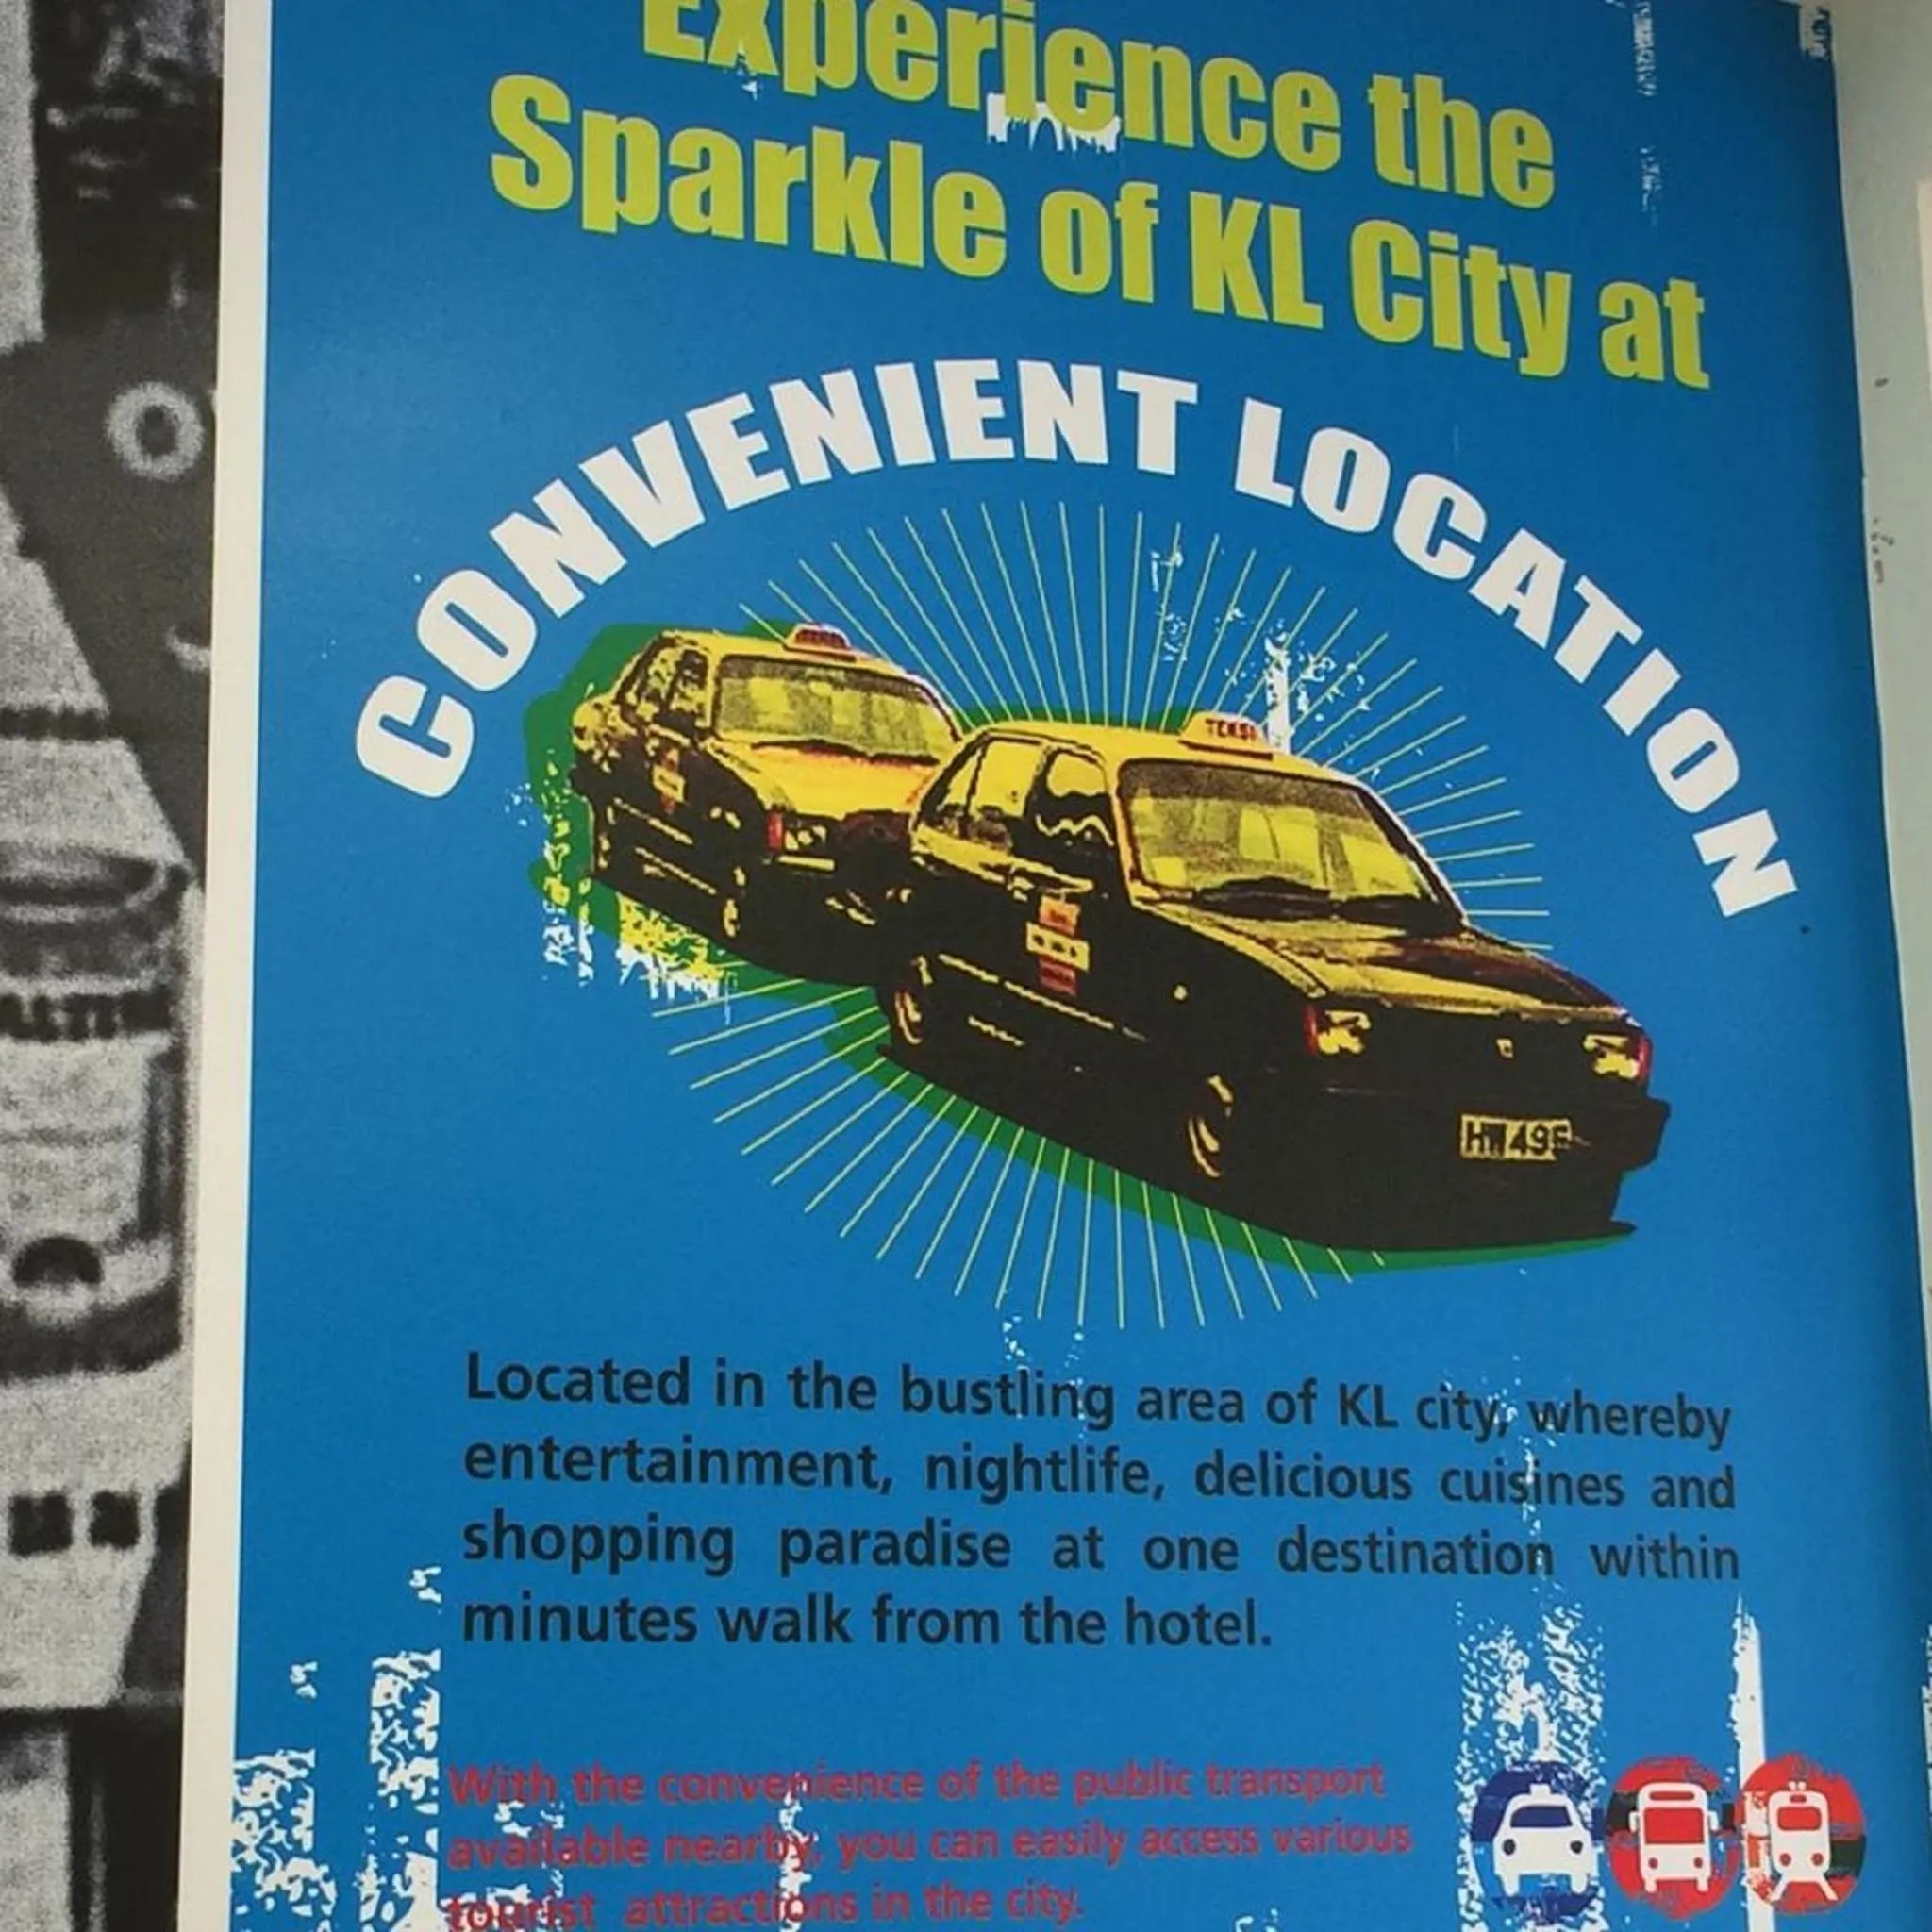 Experience the
Sparkle of KL City at
CONVENIENT LOCATION
TEKSI
HW 495
Located in the bustling area of KL city, whereby
entertainment, nightlife, delicious cuisines and
shopping paradise at one destination within
minutes walk from the hotel.
With the convenience of the public transport
available nearby, you can easily access various
tourist attractions in the city.